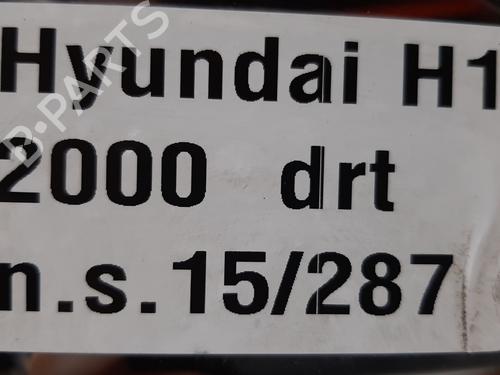 Hyundai H1
2000 drt
n.s.15/287
B-PARTS